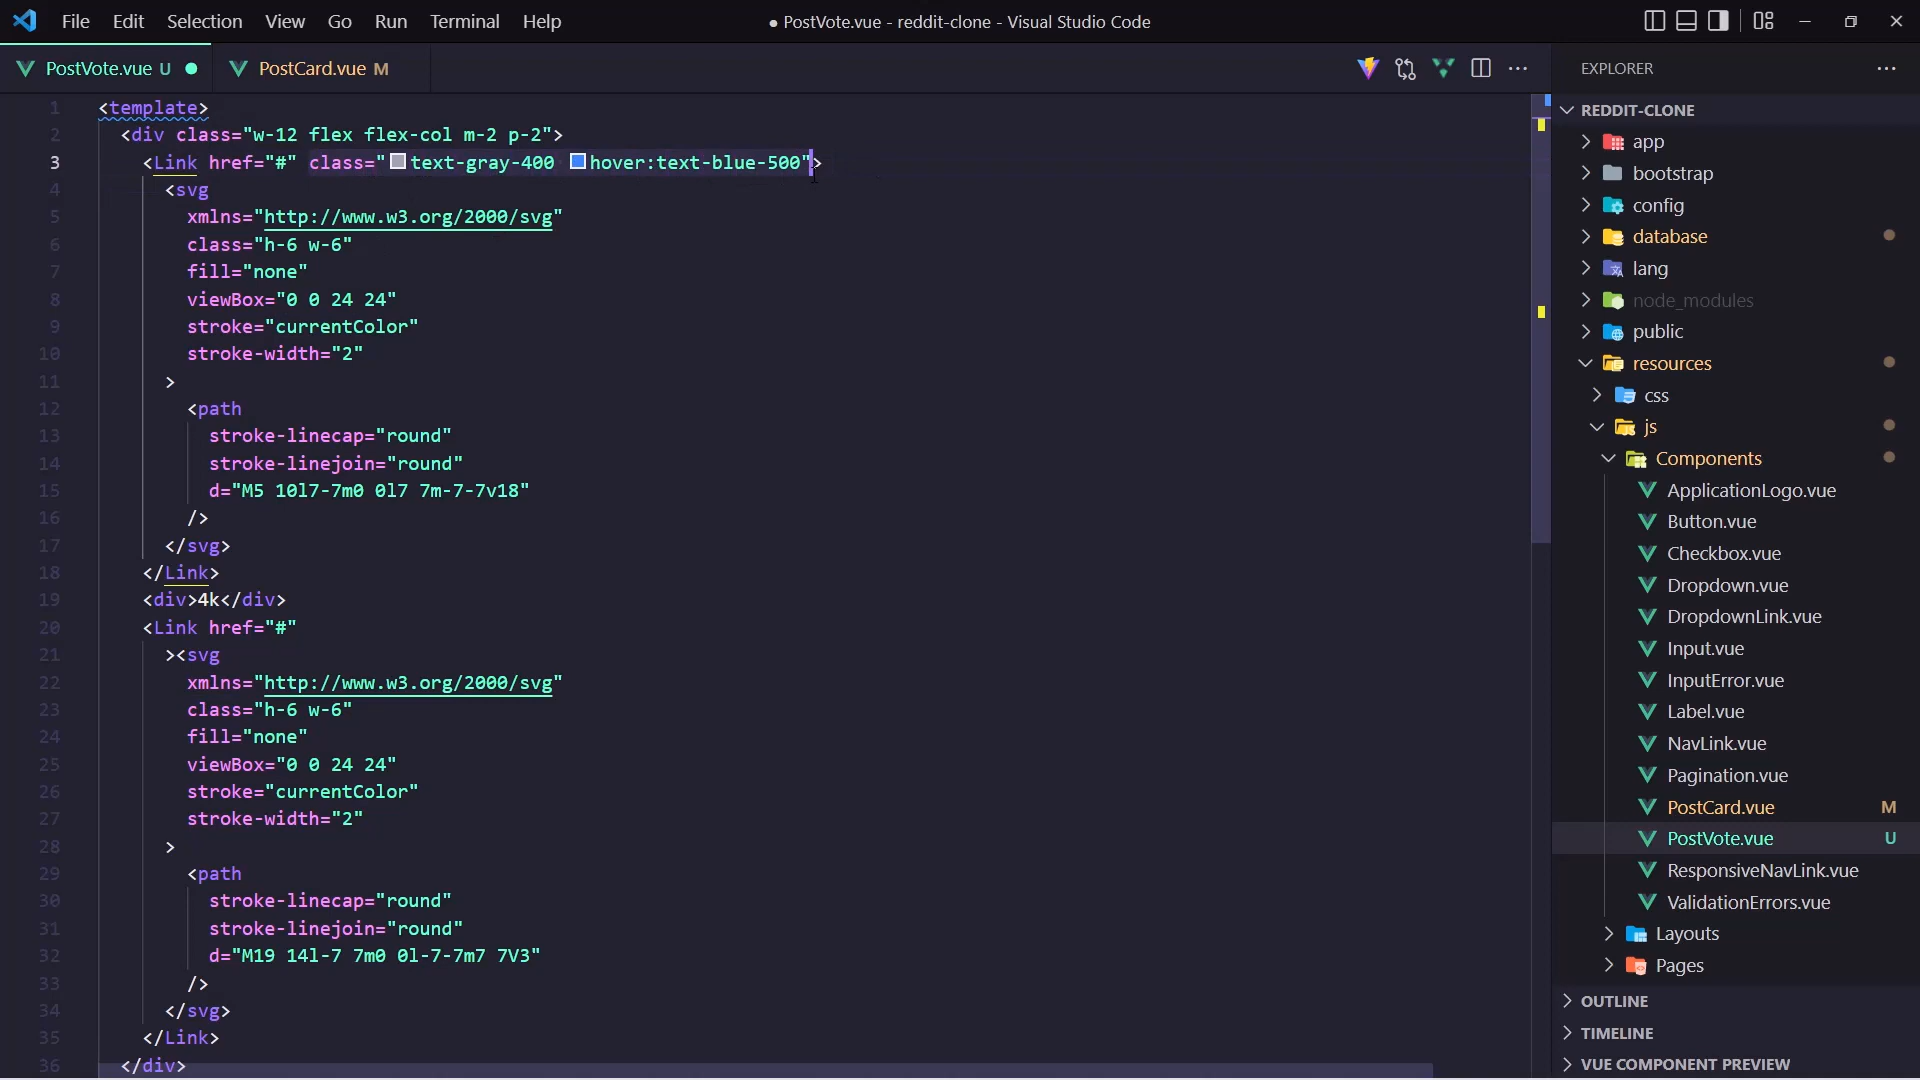 File Edit Selection View Go Run Terminal Help
● PostVote.vue - reddit-clone - Visual Studio Code
PostVote.vue U
PostCard.vue M
1 <template>
2 <div class="w-12 flex flex-col m-2 p-2">
3 <Link href="#" class="text-gray-400 hover:text-blue-500">
4 <svg
5 xmlns="http://www.w3.org/2000/svg"
6 class="h-6 w-6"
7 fill="none"
8 viewBox="0 0 24 24"
9 stroke="currentColor"
10 stroke-width="2"
11 >
12 <path
13 stroke-linecap="round"
14 stroke-linejoin="round"
15 d="M5 10l7-7m0 0l7 7m-7-7v18"
16 />
17 </svg>
18 </Link>
19 <div>4k</div>
20 <Link href="#"
21 ><svg
22 xmlns="http://www.w3.org/2000/svg"
23 class="h-6 w-6"
24 fill="none"
25 viewBox="0 0 24 24"
26 stroke="currentColor"
27 stroke-width="2"
28 >
29 <path
30 stroke-linecap="round"
31 stroke-linejoin="round"
32 d="M19 14l-7 7m0 0l-7-7m7 7V3"
33 />
34 </svg>
35 </Link>
36 </div>
EXPLORER
REDDIT-CLONE
app
bootstrap
config
database
lang
node_modules
public
resources
css
js
Components
ApplicationLogo.vue
Button.vue
Checkbox.vue
Dropdown.vue
DropdownLink.vue
Input.vue
InputError.vue
Label.vue
NavLink.vue
Pagination.vue
PostCard.vue M
PostVote.vue U
ResponsiveNavLink.vue
ValidationErrors.vue
Layouts
Pages
OUTLINE
TIMELINE
VUE COMPONENT PREVIEW